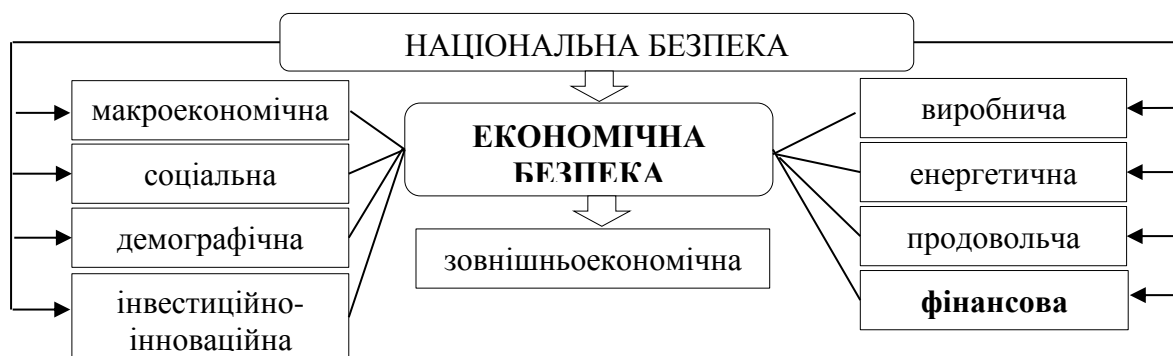 НАЦІОНАЛЬНА БЕЗПЕКА
макроекономічна
соціальна
демографічна
інвестиційно-
інноваційна
ЕКОНОМІЧНА
БЕЗПЕКА
зовнішньоекономічна
виробнича
енергетична
продовольча
фінансова